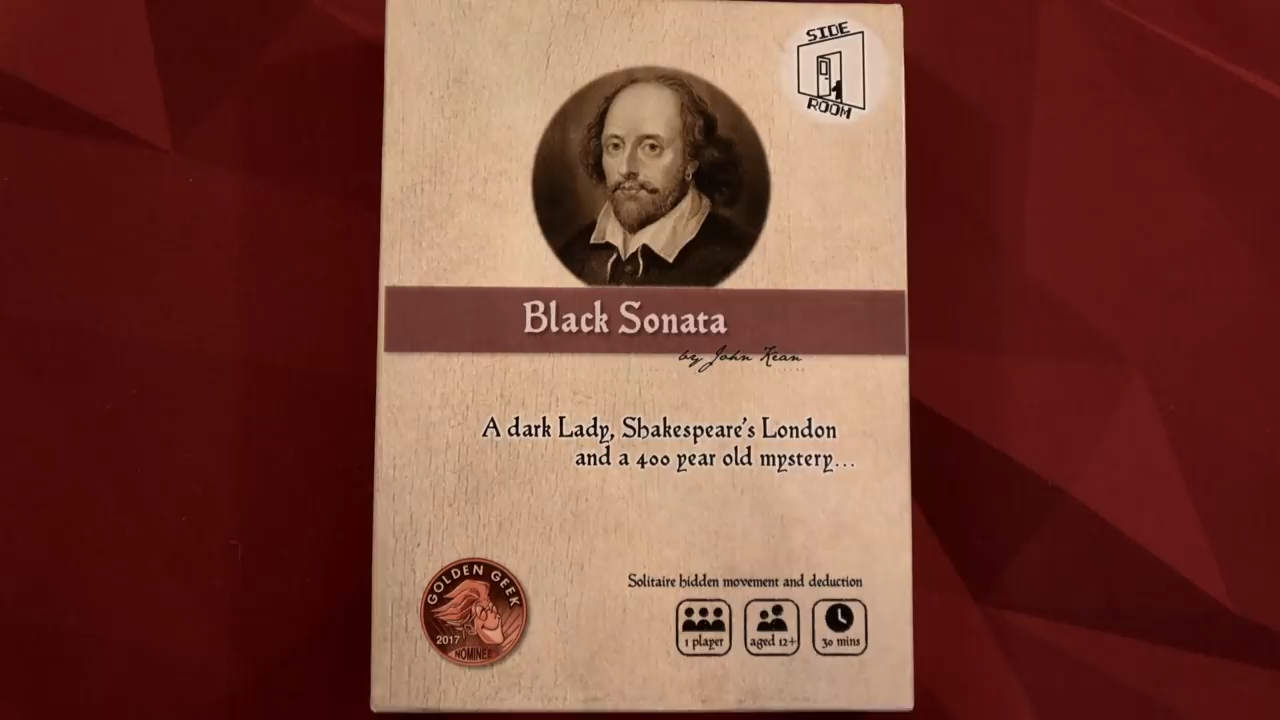 SIDE
ROOM
Black Sonata
by John Kean
A dark Lady, Shakespeare's London
and a 400 year old mystery...
GOLDEN GEEK
2017
NOMINEE
Solitaire hidden movement and deduction
1 player
aged 12+
30 mins